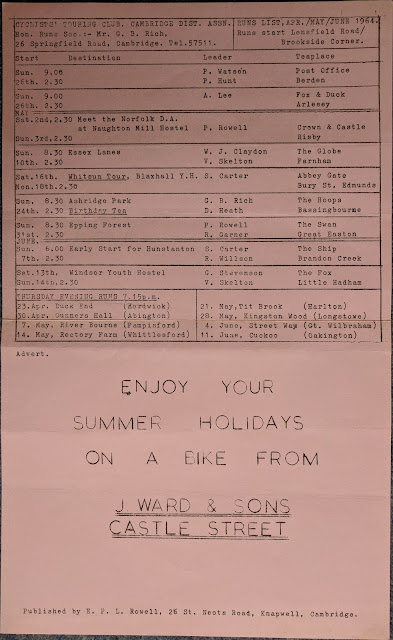 CYCLISTS' TOURING CLUB. CAMBRIDGE DIST. ASSN. RUNS LIST,APR./MAY/JUNE 1964.
Hon. Runs Sec.:- Mr. G. B. Rich, Runs start Lensfield Road/
26 Springfield Road, Cambridge. Tel.57511. Brookside Corner.
Start Destination Leader Teaplace
Sun. 9.00 P. Watson Post Office
26th. 2.30 P. Hunt Barden
Sun. 9.00 A. Lee Fox & Duck
26th. 2.30 Arlesey
MAY
Sat.2nd,2.30 Meet the Norfolk D.A.
at Naughton Mill Hostel P. Rowell Crown & Castle
Sun.3rd.2.30 Risby
Sun. 8.30 Essex Lanes W. J. Claydon The Globe
10th. 2.30 V. Skelton Farnham
Sat.16th. Whitsun Tour, Blaxhall Y.H. S. Carter Abbey Gate
Mon.18th.2.30 Bury St. Edmunds
Sun. 8.30 Ashridge Park G. B. Rich The Hoops
24th. 2.30 Birthday Tea D. Heath Bassingbourne
Sun. 8.30 Epping Forest P. Rowell The Swan
31st. 2.30 R. Garner Great Easton
JUNE.
Sun. 6.00 Early Start for Hunstanton S. Carter The Ship
7th. 2.30 R. Willson Brandon Creek
Sat.13th. Windsor Youth Hostel G. Stevenson The Fox
Sun.14th.2.30 V. Skelton Little Hadham
THURSDAY EVENING RUNS 7.15p.m.
23.Apr. Duck End (Hardwick) 21. May,Tit Brook (Harlton)
30.Apr. Gunners Hall (Abington) 28. May, Kingston Wood (Longstowe)
7. May, River Bourne (Pampisford) 4. June, Street Way (Gt. Wilbraham)
14. May, Rectory Farm (Whittlesford) 11. June, Cuckoo (Oakington)
Advert.
ENJOY YOUR
SUMMER HOLIDAYS
ON A BIKE FROM
J WARD & SONS
CASTLE STREET
Published by E. P. L. Rowell, 26 St. Neots Road, Knapwell, Cambridge.